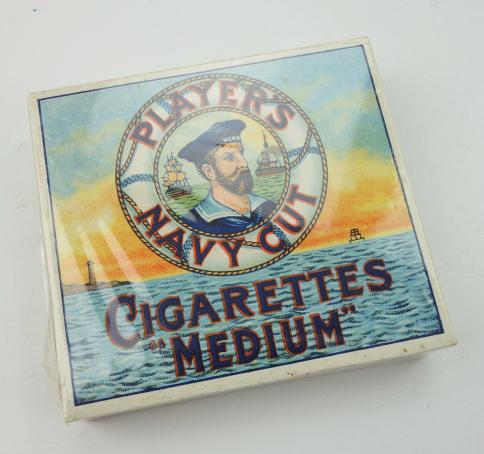 PLAYER'S
HERO
NAVY CUT
CIGARETTES
"MEDIUM"